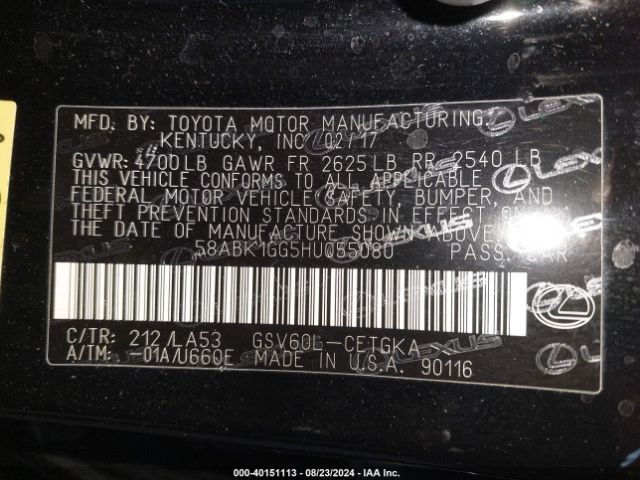 MFD. BY: TOYOTA MOTOR MANUFACTURING,
KENTUCKY, INC 02/17
GVWR: 4700LB GAWR FR 2625LB RR 2540 LB
THIS VEHICLE CONFORMS TO ALL APPLICABLE
FEDERAL MOTOR VEHICLE SAFETY, BUMPER, AND
THEFT PREVENTION STANDARDS IN EFFECT ON
THE DATE OF MANUFACTURE SHOWN ABOVE.
58ABK1GG5HU055080 PASS. CAR
C/TR: 212/LA53 GSV60L-CETGKA
A/TM: -01A/U660E MADE IN U.S.A. 90116
LEXUS
000-40151113 - 08/23/2024 - IAA Inc.